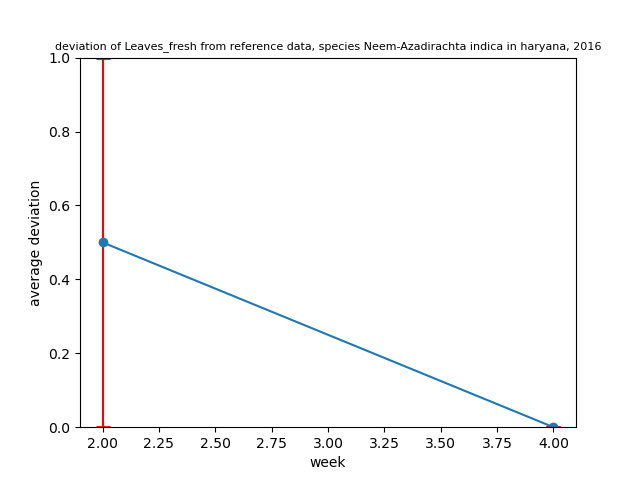 deviation of Leaves_fresh from reference data, species Neem-Azadirachta indica in haryana, 2016
1.0
0.8
0.6
0.4
0.2
0.0
average deviation
2.00 2.25 2.50 2.75 3.00 3.25 3.50 3.75 4.00
week